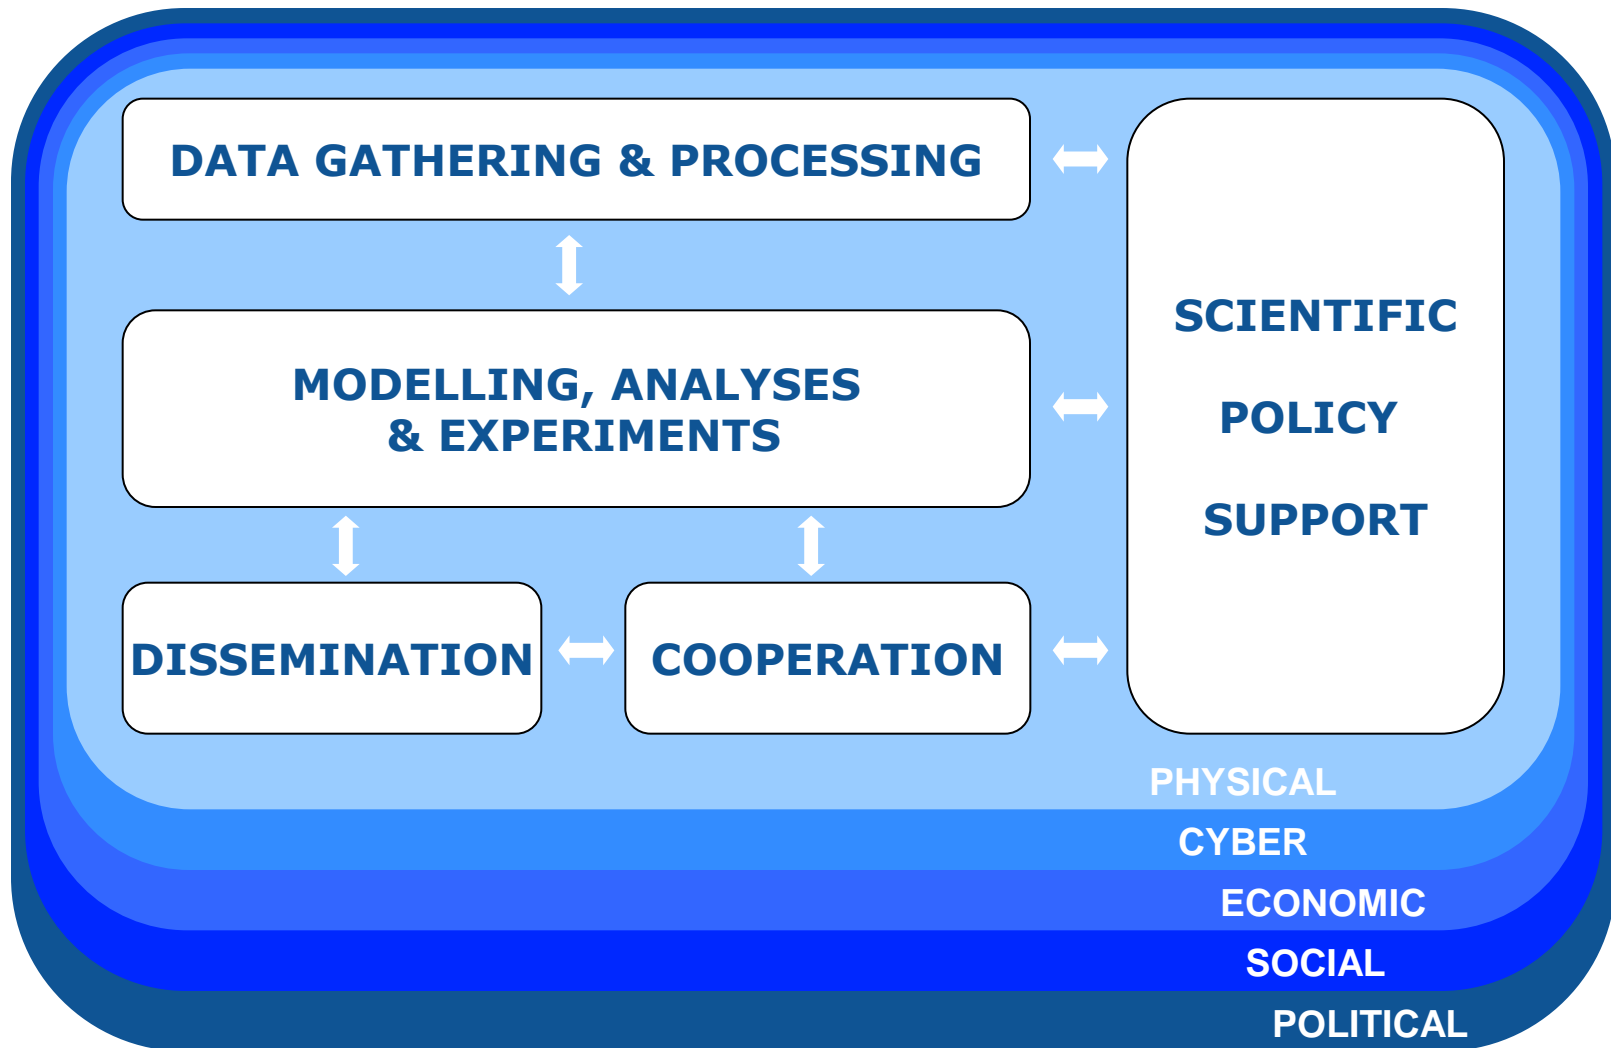 DATA GATHERING & PROCESSING
MODELLING, ANALYSES
& EXPERIMENTS
DISSEMINATION
COOPERATION
SCIENTIFIC
POLICY
SUPPORT
PHYSICAL
CYBER
ECONOMIC
SOCIAL
POLITICAL